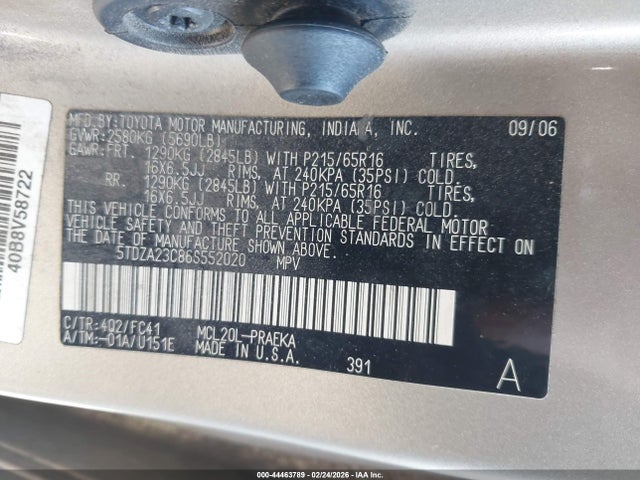 MFD.BY:TOYOTA MOTOR MANUFACTURING, INDIANA, INC. 09/06
GVWR:2580KG (5690LB)
GAWR:FRT. 1290KG (2845LB) WITH P215/65R16 TIRES,
16X6.5JJ RIMS, AT 240KPA (35PSI) COLD.
RR. 1290KG (2845LB) WITH P215/65R16 TIRES,
16X6.5JJ RIMS, AT 240KPA (35PSI) COLD.
THIS VEHICLE CONFORMS TO ALL APPLICABLE FEDERAL MOTOR
VEHICLE SAFETY AND THEFT PREVENTION STANDARDS IN EFFECT ON
THE DATE OF MANUFACTURE SHOWN ABOVE.
5TDZA23C86S552020 MPV
C/TR:4Q2/FC41 MCL20L-PRAEKA
A/TM:-01A/U151E MADE IN U.S.A. 391 A
40B8V58722
000-44463789 - 02/24/2026 - IAA Inc.